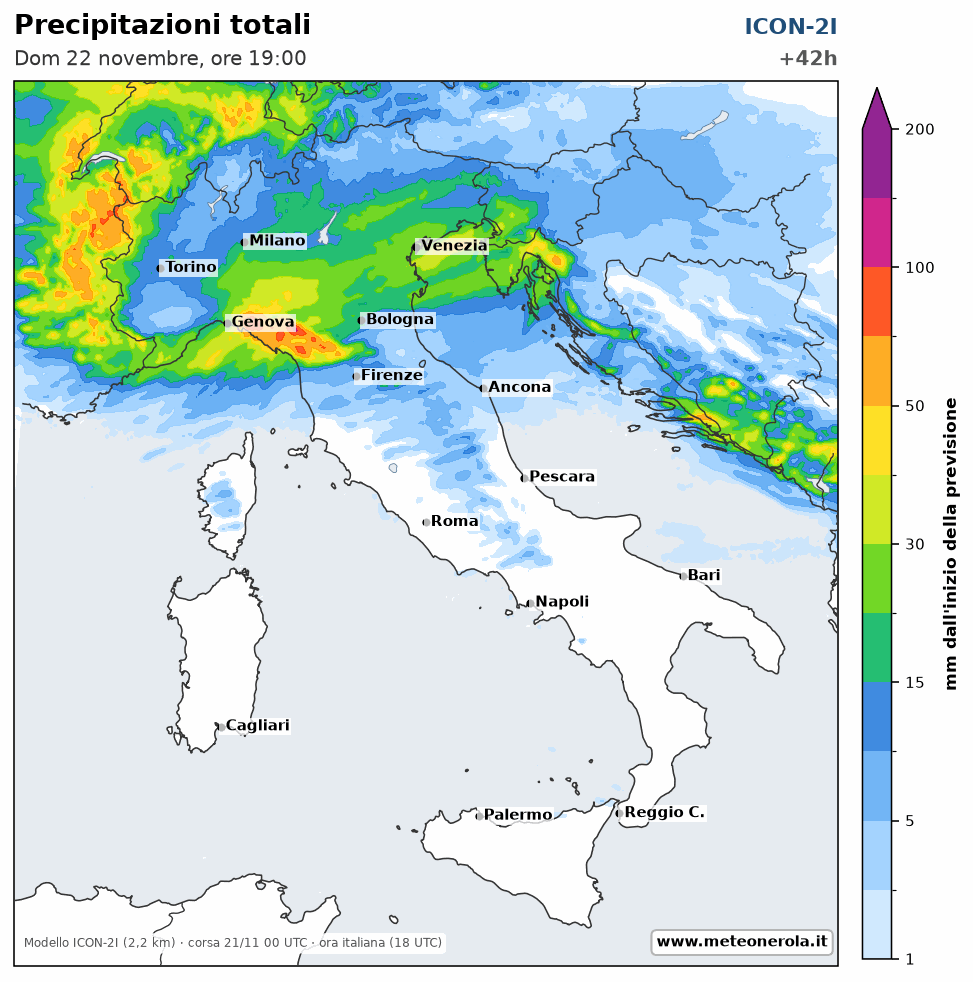 Precipitazioni totali
ICON-2I
Dom 22 novembre, ore 19:00
+42h
Milano
Venezia
Torino
Genova
Bologna
Firenze
Ancona
Pescara
Roma
Bari
Napoli
Cagliari
Palermo
Reggio C.
200
100
50
30
15
5
1
mm dall'inizio della previsione
Modello ICON-2I (2,2 km) · corsa 21/11 00 UTC · ora italiana (18 UTC)
www.meteonerola.it